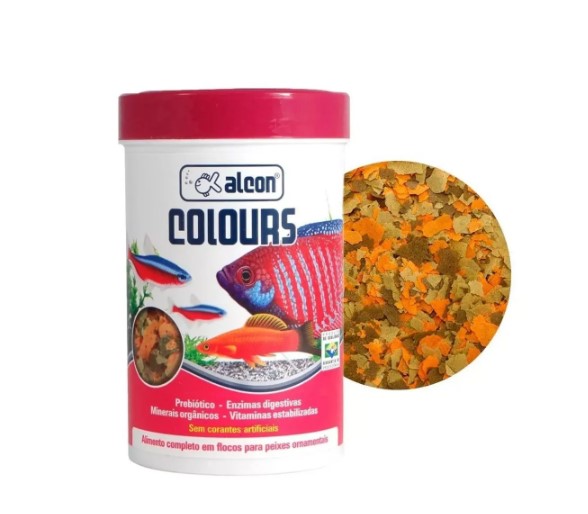 alcon®
COLOURS
Prebiótico - Enzimas digestivas
Minerais orgânicos - Vitaminas estabilizadas
Sem corantes artificiais
Alimento completo em flocos para peixes ornamentais